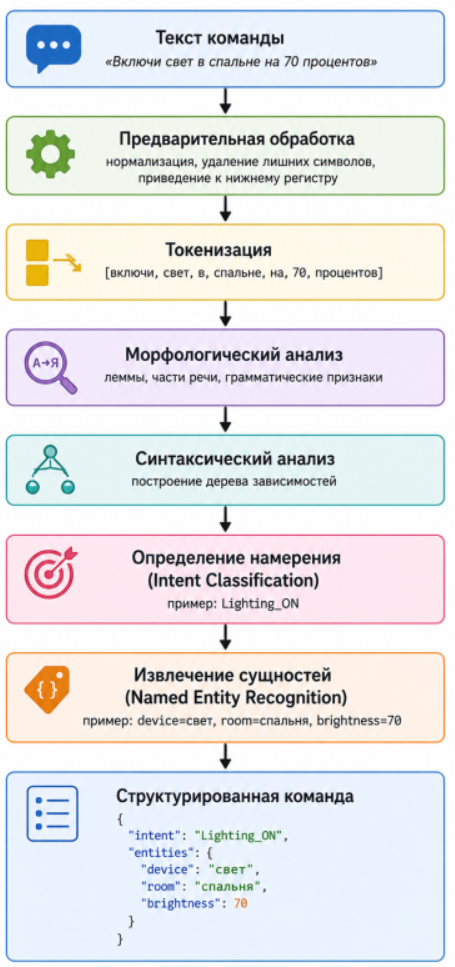 Текст команды
«Включи свет в спальне на 70 процентов»
Предварительная обработка
нормализация, удаление лишних символов,
приведение к нижнему регистру
Токенизация
[включи, свет, в, спальне, на, 70, процентов]
А→Я
Морфологический анализ
леммы, части речи, грамматические признаки
Синтаксический анализ
построение дерева зависимостей
Определение намерения
(Intent Classification)
пример: Lighting_ON
{ }
Извлечение сущностей
(Named Entity Recognition)
пример: device=свет, room=спальня, brightness=70
Структурированная команда
{
"intent": "Lighting_ON",
"entities": {
"device": "свет",
"room": "спальня",
"brightness": 70
}
}